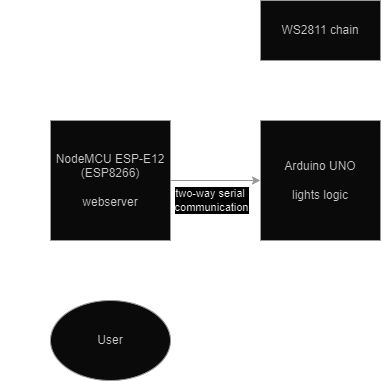 WS2811 chain
NodeMCU ESP-E12
(ESP8266)
webserver
Arduino UNO
lights logic
two-way serial
communication
User